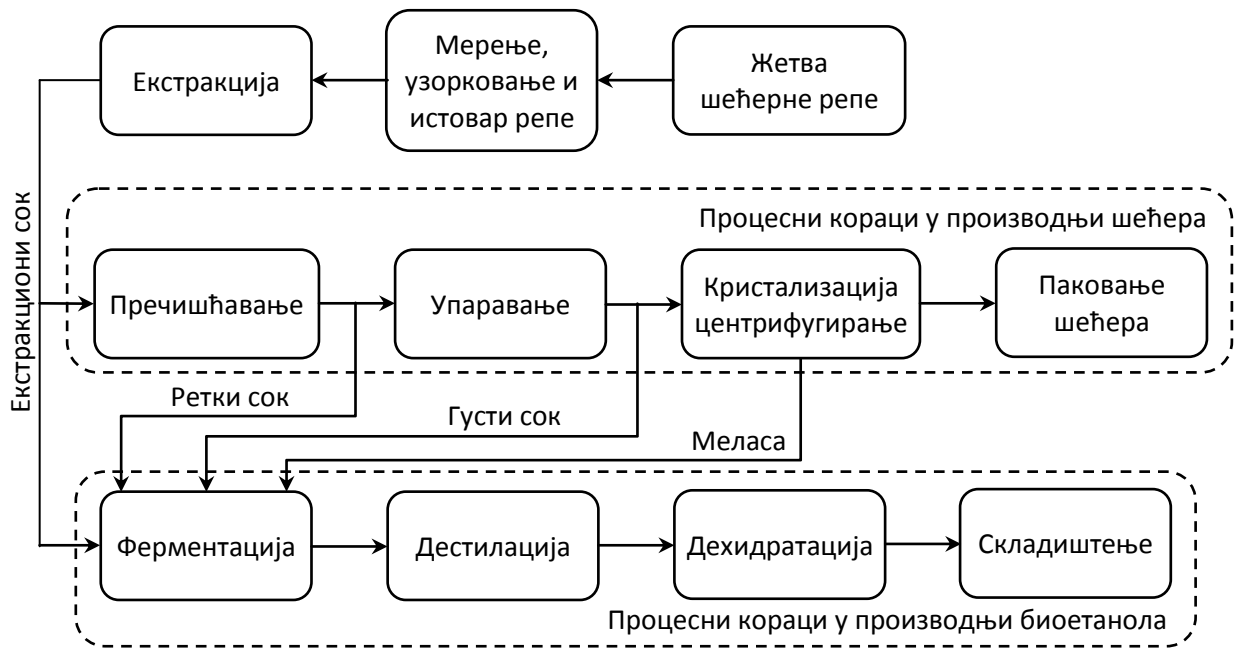 Екстракција
Мерење,
узорковање и
истовар репе
Жетва
шећерне репе
Екстракциони сок
Процесни кораци у производњи шећера
Пречишћавање
Упаравање
Кристализација
центрифугирање
Паковање
шећера
Ретки сок
Густи сок
Меласа
Ферментација
Дестилација
Дехидратација
Складиштење
Процесни кораци у производњи биоетанола